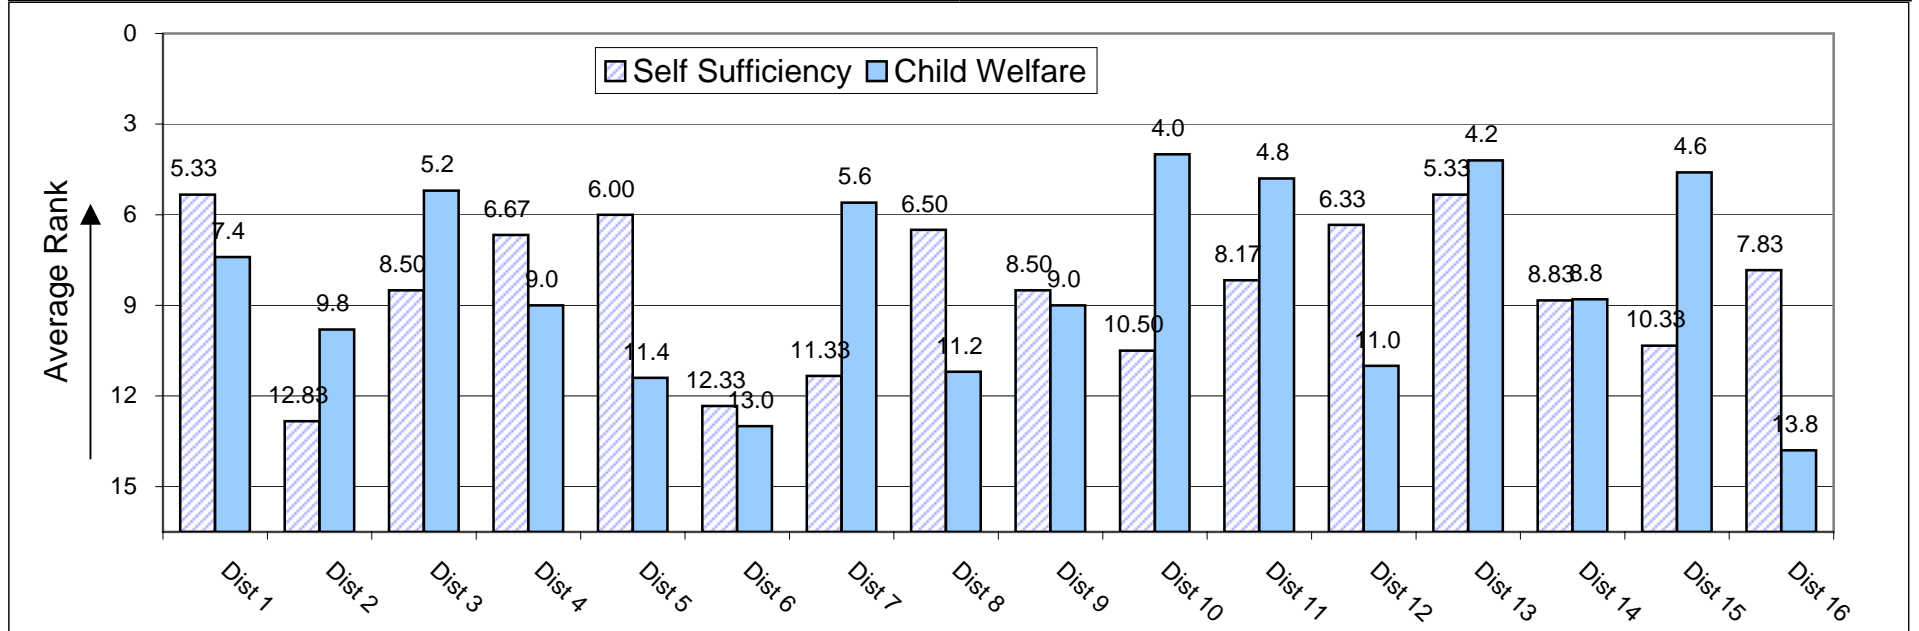 0
Self Sufficiency Child Welfare
3
6
9
12
15
Average Rank
5.33 7.4
12.83 9.8
8.50 5.2
6.67 9.0
6.00 11.4
12.33 13.0
11.33 5.6
6.50 11.2
8.50 9.0
10.50 4.0
8.17 4.8
6.33 11.0
5.33 4.2
8.83 8.8
10.33 4.6
7.83 13.8
Dist 1
Dist 2
Dist 3
Dist 4
Dist 5
Dist 6
Dist 7
Dist 8
Dist 9
Dist 10
Dist 11
Dist 12
Dist 13
Dist 14
Dist 15
Dist 16